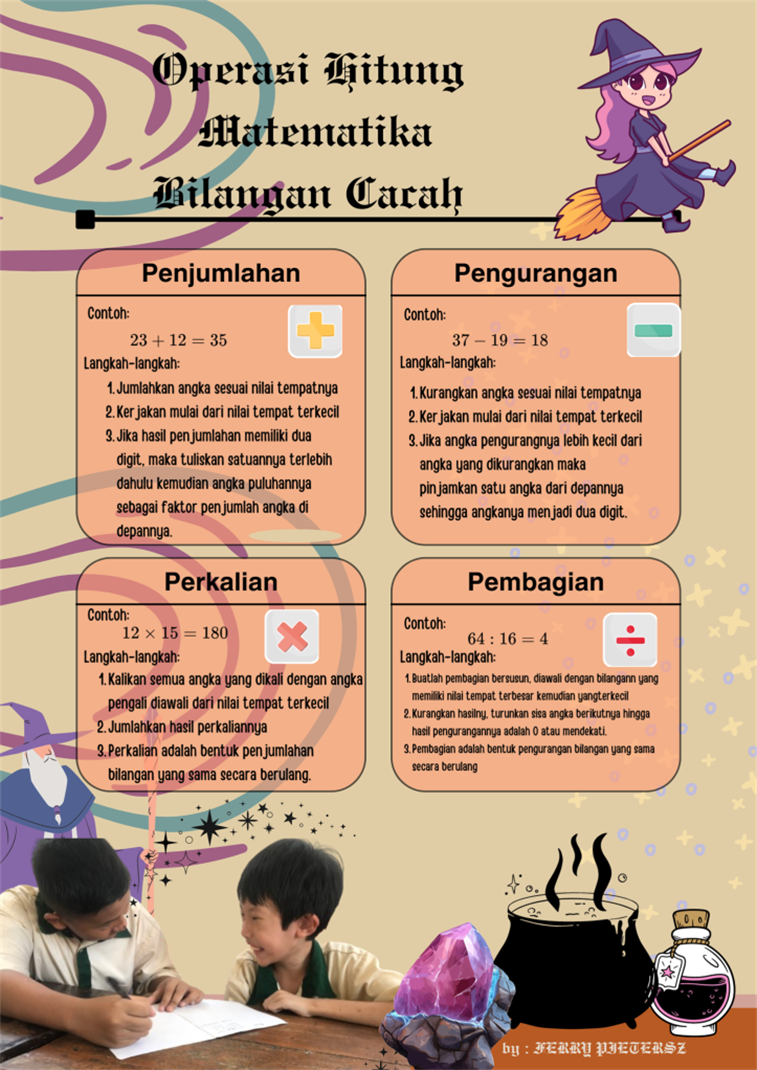 Operasi Hitung
Matematika
Bilangan Cacah
Penjumlahan
Contoh:
23 + 12 = 35
Langkah-langkah:
1. Jumlahkan angka sesuai nilai tempatnya
2. Kerjakan mulai dari nilai tempat terkecil
3. Jika hasil penjumlahan memiliki dua
digit, maka tuliskan satuannya terlebih
dahulu kemudian angka puluhannya
sebagai faktor penjumlah angka di
depannya.
Pengurangan
Contoh:
37 − 19 = 18
Langkah-langkah:
1. Kurangkan angka sesuai nilai tempatnya
2. Kerjakan mulai dari nilai tempat terkecil
3. Jika angka pengurangnya lebih kecil dari
angka yang dikurangkan maka
pinjamkan satu angka dari depannya
sehingga angkanya menjadi dua digit.
Perkalian
Contoh:
12 × 15 = 180
Langkah-langkah:
1. Kalikan semua angka yang dikali dengan angka
pengali diawali dari nilai tempat terkecil
2. Jumlahkan hasil perkaliannya
3. Perkalian adalah bentuk penjumlahan
bilangan yang sama secara berulang.
Pembagian
Contoh:
64 : 16 = 4
Langkah-langkah:
1. Buatlah pembagian bersusun, diawali dengan bilangann yang
memiliki nilai tempat terbesar kemudian yangterkecil
2. Kurangkan hasilny, turunkan sisa angka berikutnya hingga
hasil pengurangannya adalah 0 atau mendekati.
3. Pembagian adalah bentuk pengurangan bilangan yang sama
secara berulang
by : FERRY PIETERSZ